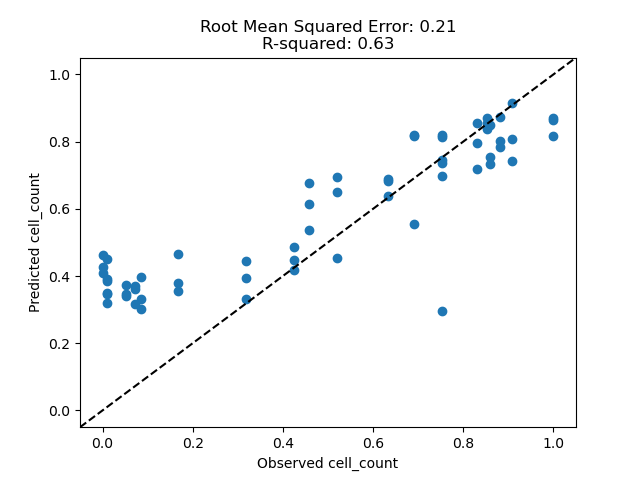 Root Mean Squared Error: 0.21
R-squared: 0.63
1.0
0.8
0.6
0.4
0.2
0.0
Predicted cell_count
0.0 0.2 0.4 0.6 0.8 1.0
Observed cell_count